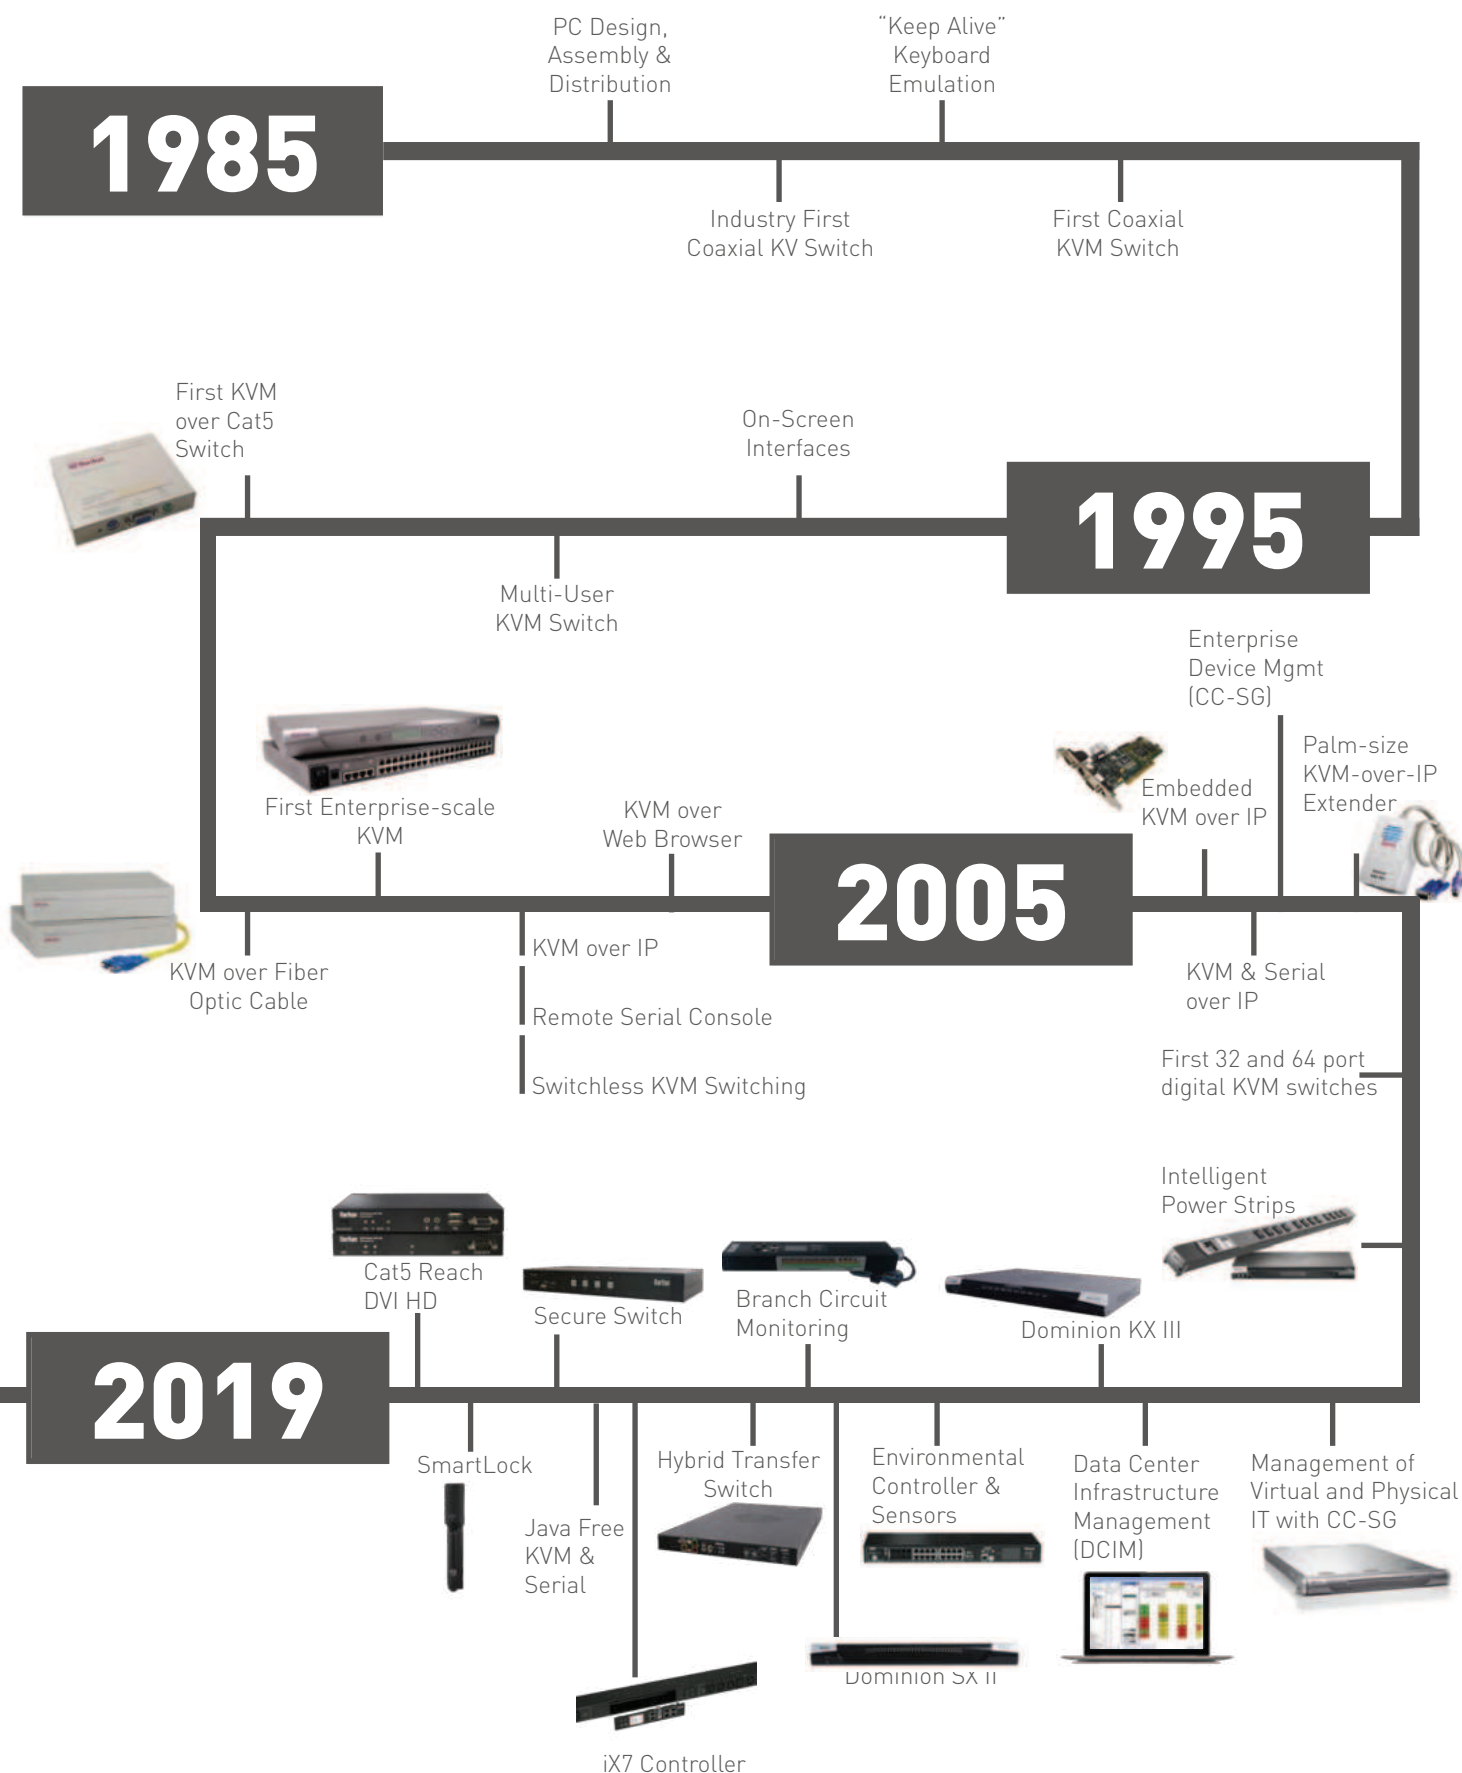 1985
PC Design,
Assembly &
Distribution
Industry First
Coaxial KV Switch
“Keep Alive”
Keyboard
Emulation
First Coaxial
KVM Switch
1995
On-Screen
Interfaces
Multi-User
KVM Switch
First KVM
over Cat5
Switch
KVM over Fiber
Optic Cable
First Enterprise-scale
KVM
KVM over IP
Remote Serial Console
Switchless KVM Switching
KVM over
Web Browser
2005
Embedded
KVM over IP
KVM & Serial
over IP
Enterprise
Device Mgmt
(CC-SG)
Palm-size
KVM-over-IP
Extender
First 32 and 64 port
digital KVM switches
Intelligent
Power Strips
Management of
Virtual and Physical
IT with CC-SG
Data Center
Infrastructure
Management
(DCIM)
Dominion KX III
Environmental
Controller &
Sensors
Dominion SX II
Branch Circuit
Monitoring
Hybrid Transfer
Switch
iX7 Controller
Java Free
KVM &
Serial
Secure Switch
SmartLock
Cat5 Reach
DVI HD
2019